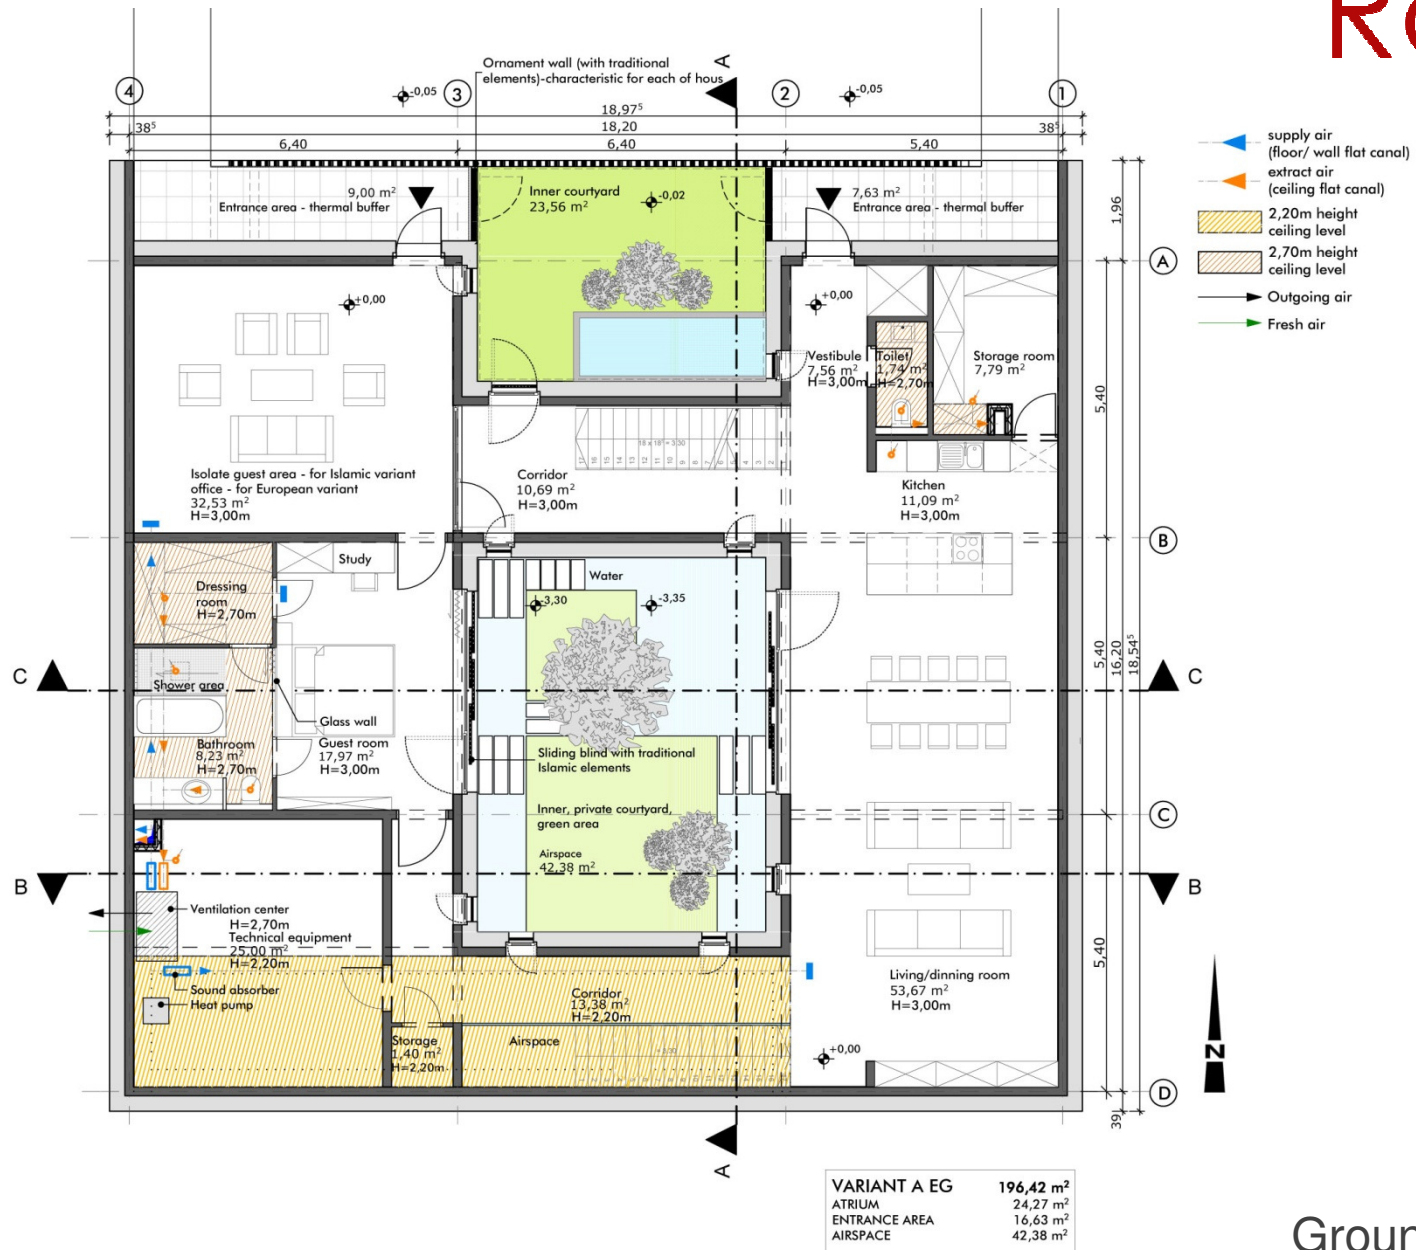 Ornament wall (with traditional
elements)-characteristic for each of hous
A
4
-0,05
3
2
-0,05
1
18,97⁵
38⁵
18,20
38⁵
6,40
6,40
5,40
supply air
(floor/ wall flat canal)
extract air
(ceiling flat canal)
2,20m height
ceiling level
2,70m height
ceiling level
Outgoing air
Fresh air
9,00 m²
Entrance area - thermal buffer
Inner courtyard
23,56 m²
-0,02
7,63 m²
Entrance area - thermal buffer
1,96
A
+0,00
+0,00
Vestibule
7,56 m²
H=3,00m
Toilet
1,74 m²
H=2,70m
Storage room
7,79 m²
5,40
18 x 18³ = 3.30
Isolate guest area - for Islamic variant
office - for European variant
32,53 m²
H=3,00m
Corridor
10,69 m²
H=3,00m
Kitchen
11,09 m²
H=3,00m
B
Study
Dressing
room
H=2,70m
Water
-3,30
-3,35
5,40
16,20
18,54⁵
C
C
Shower area
Glass wall
Bathroom
8,23 m²
H=2,70m
Guest room
17,97 m²
H=3,00m
Sliding blind with traditional
Islamic elements
Inner, private courtyard,
green area
Airspace
42,38 m²
C
B
B
Ventilation center
H=2,70m
Technical equipment
25.00 m²
H=2,20m
Sound absorber
Heat pump
5,40
Living/dinning room
53,67 m²
H=3,00m
Corridor
13,38 m²
H=2,20m
Storage
1,40 m²
H=2,20m
Airspace
+0,00
N
D
39
A
VARIANT A EG 196,42 m²
ATRIUM 24,27 m²
ENTRANCE AREA 16,63 m²
AIRSPACE 42,38 m²